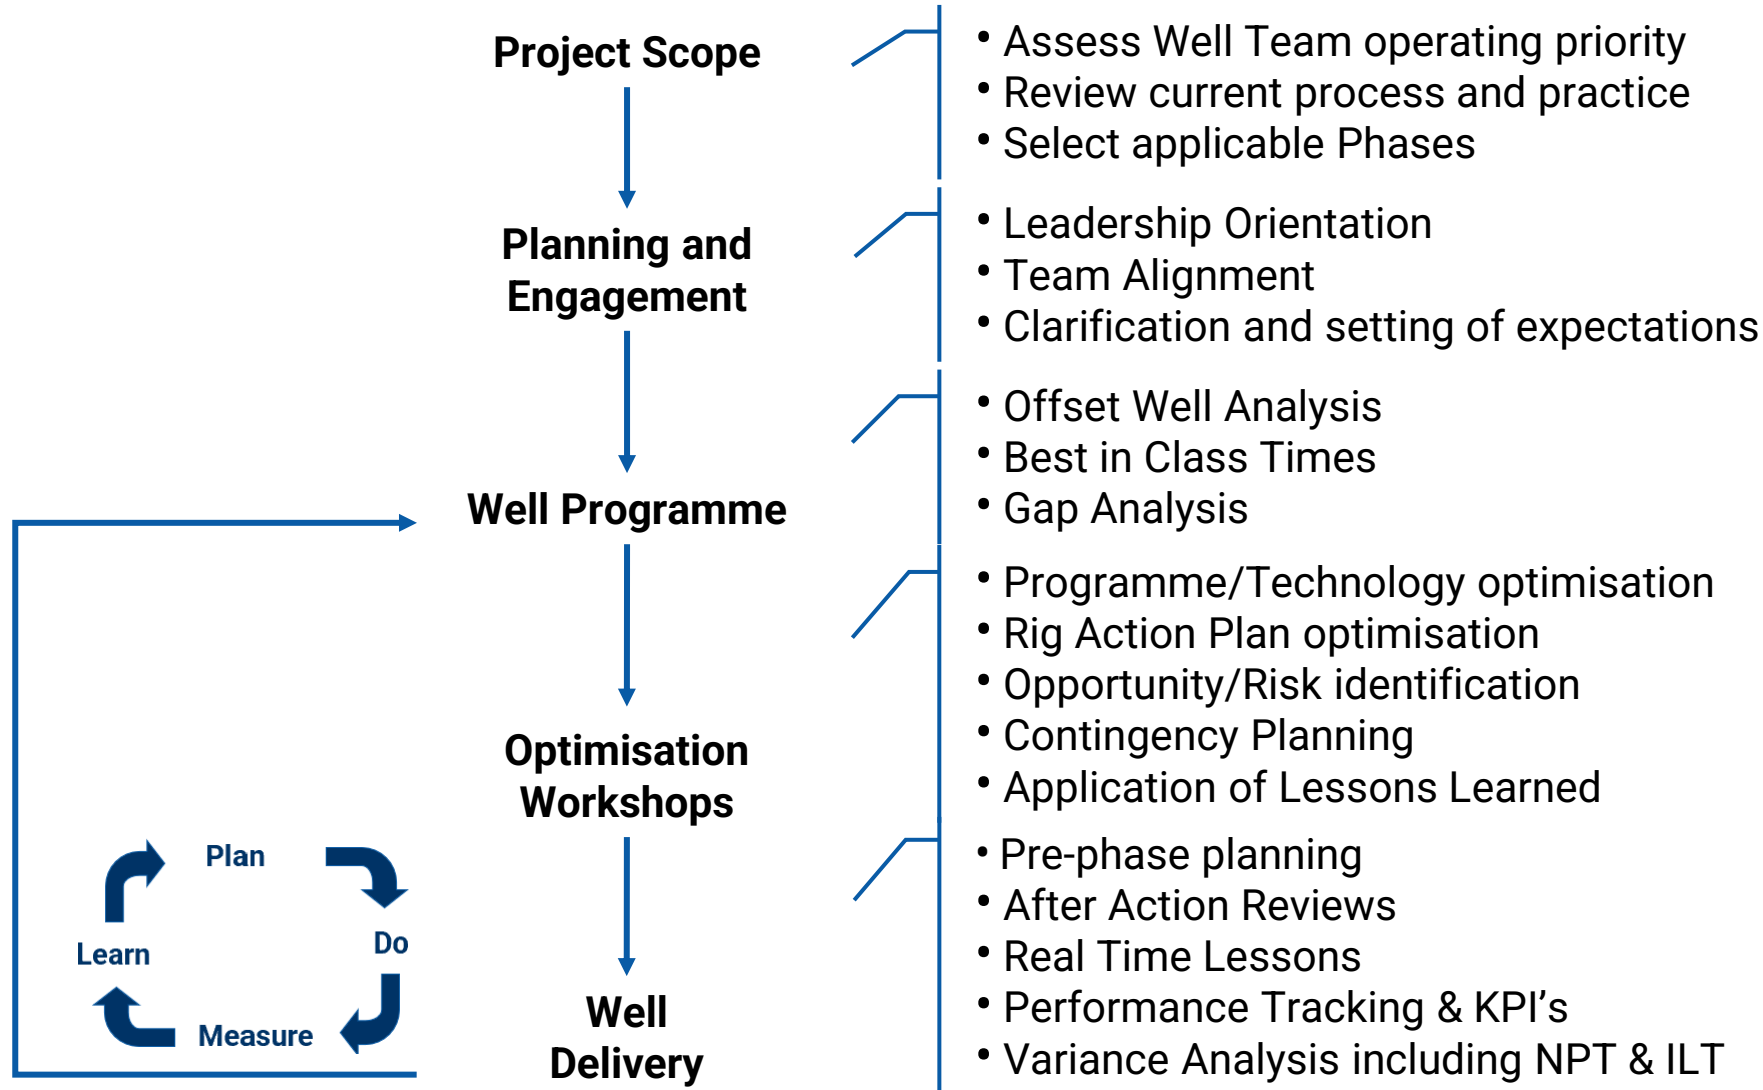 Project Scope
• Assess Well Team operating priority
• Review current process and practice
• Select applicable Phases
Planning and
Engagement
• Leadership Orientation
• Team Alignment
• Clarification and setting of expectations
Well Programme
• Offset Well Analysis
• Best in Class Times
• Gap Analysis
Optimisation
Workshops
• Programme/Technology optimisation
• Rig Action Plan optimisation
• Opportunity/Risk identification
• Contingency Planning
• Application of Lessons Learned
Well
Delivery
• Pre-phase planning
• After Action Reviews
• Real Time Lessons
• Performance Tracking & KPI's
• Variance Analysis including NPT & ILT
Plan
Do
Measure
Learn